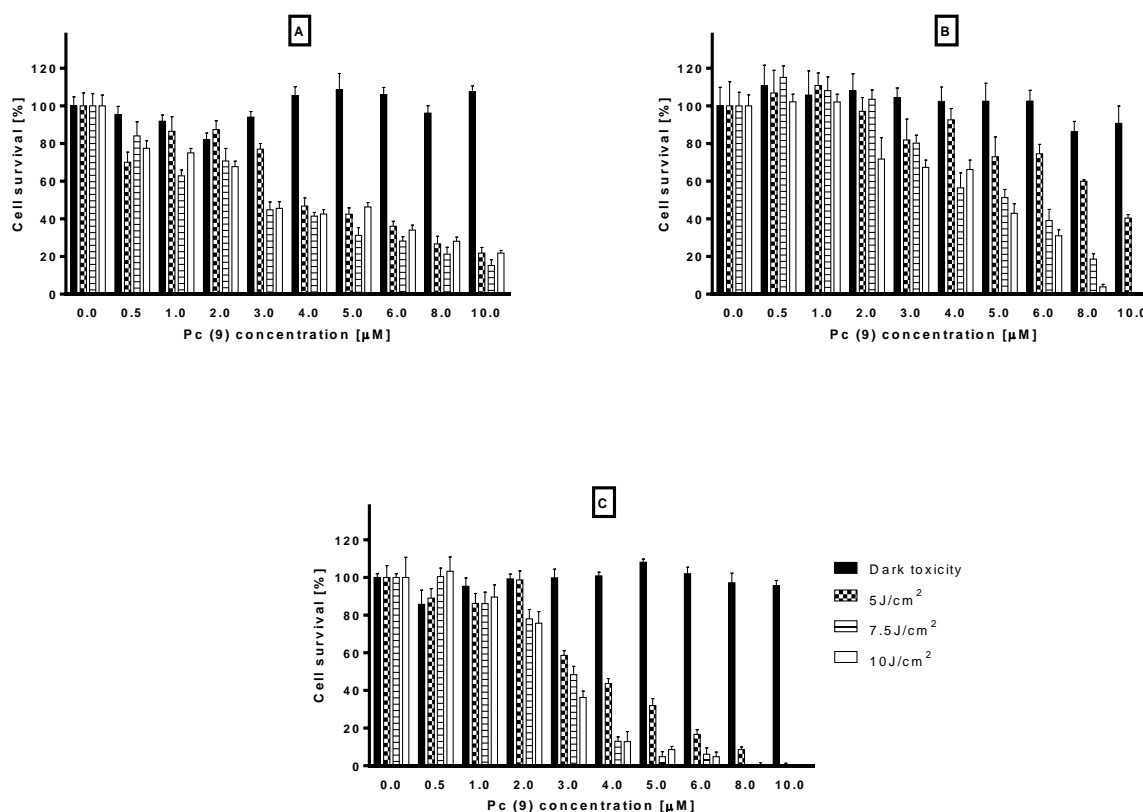 A
Cell survival [%]
120
100
80
60
40
20
0
0.0 0.5 1.0 2.0 3.0 4.0 5.0 6.0 8.0 10.0
Pc (9) concentration [µM]
B
Cell survival [%]
120
100
80
60
40
20
0
0.0 0.5 1.0 2.0 3.0 4.0 5.0 6.0 8.0 10.0
Pc (9) concentration [µM]
C
Cell survival [%]
120
100
80
60
40
20
0
0.0 0.5 1.0 2.0 3.0 4.0 5.0 6.0 8.0 10.0
Pc (9) concentration [µM]
Dark toxicity
5J/cm²
7.5J/cm²
10J/cm²